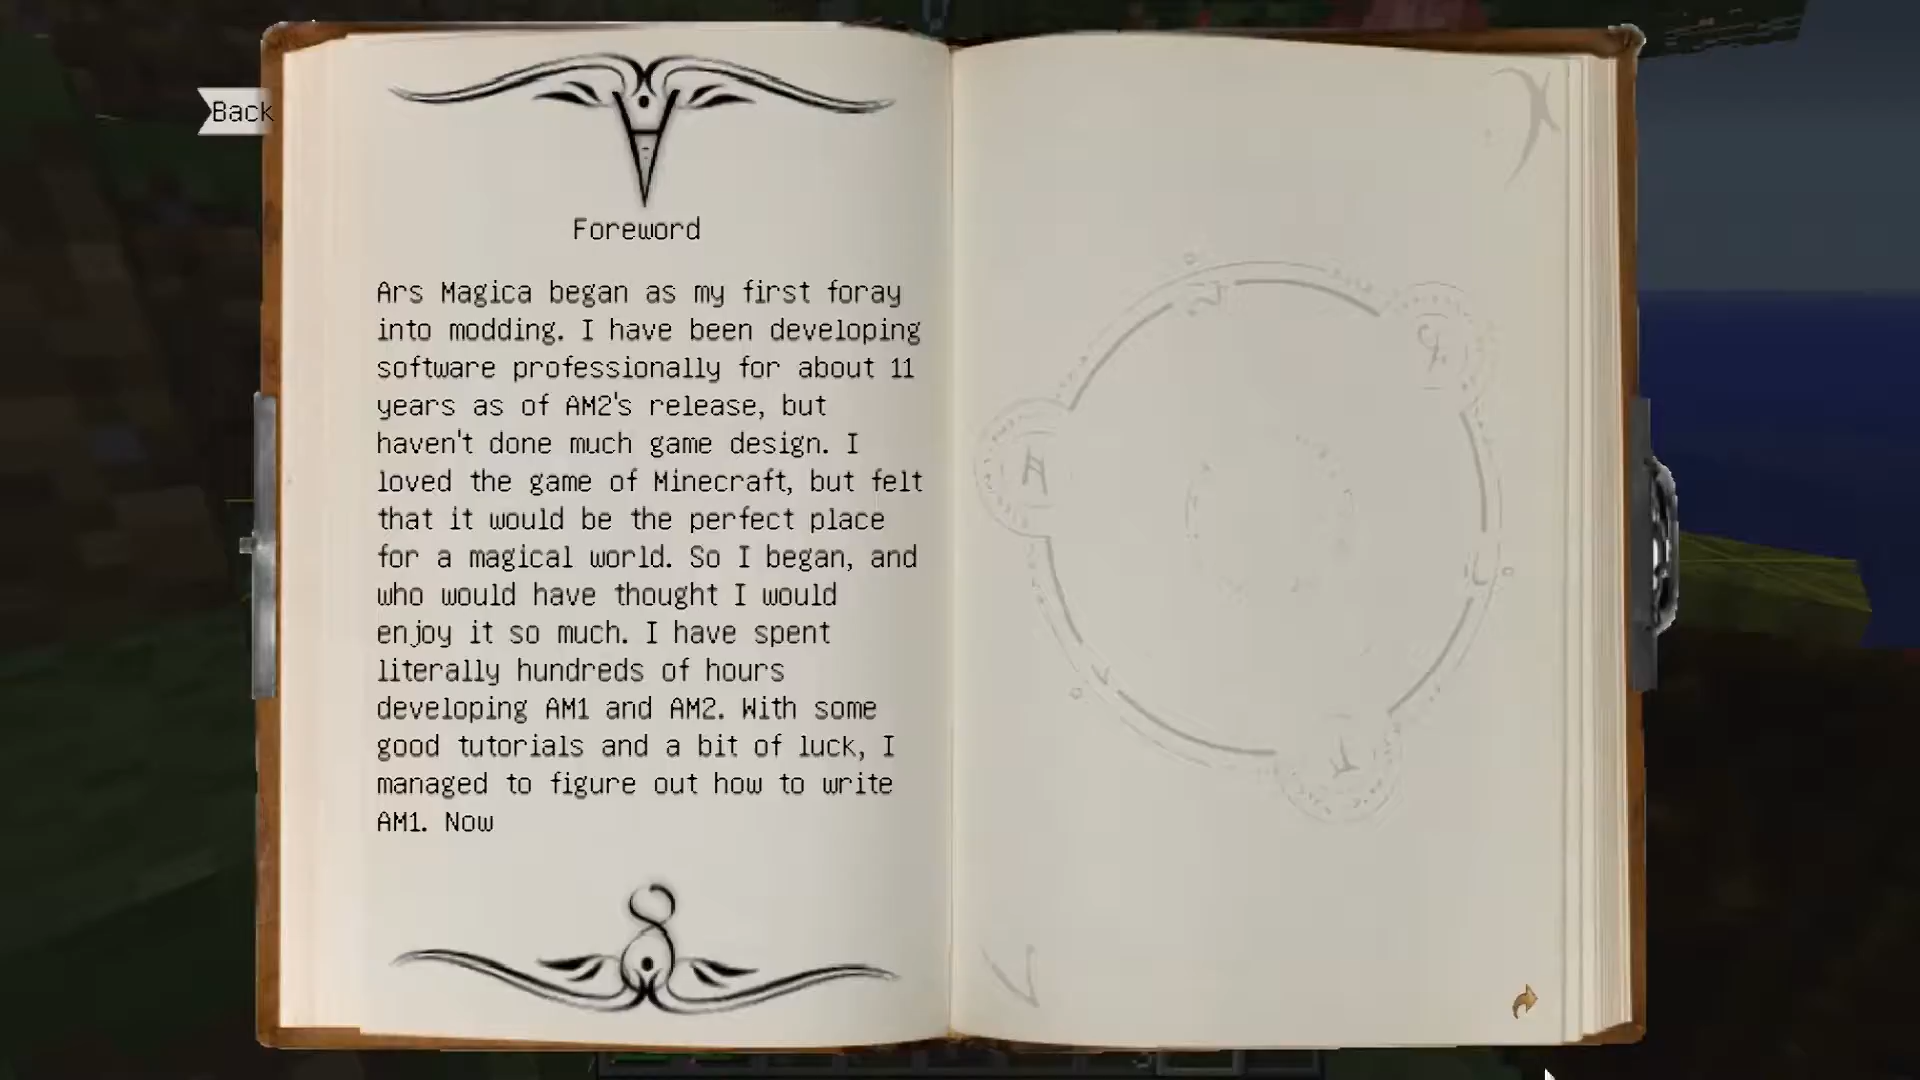 Back
Foreword
Ars Magica began as my first foray
into modding. I have been developing
software professionally for about 11
years as of AM2's release, but
haven't done much game design. I
loved the game of Minecraft, but felt
that it would be the perfect place
for a magical world. So I began, and
who would have thought I would
enjoy it so much. I have spent
literally hundreds of hours
developing AM1 and AM2. With some
good tutorials and a bit of luck, I
managed to figure out how to write
AM1. Now